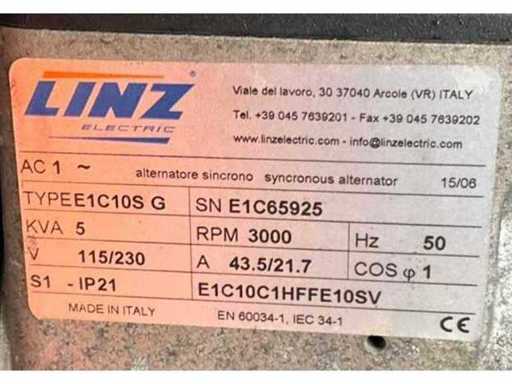 LINZ
ELECTRIC
Viale del lavoro, 30 37040 Arcole (VR) ITALY
Tel. +39 045 7639201 - Fax +39 045 7639202
www.linzelectric.com - info@linzelectric.com
AC 1 ~ alternatore sincrono syncronous alternator 15/06
TYPE E1C10S G SN E1C65925
KVA 5 RPM 3000 Hz 50
V 115/230 A 43.5/21.7 COS φ 1
S1 - IP21 E1C10C1HFFE10SV
MADE IN ITALY EN 60034-1, IEC 34-1 CE